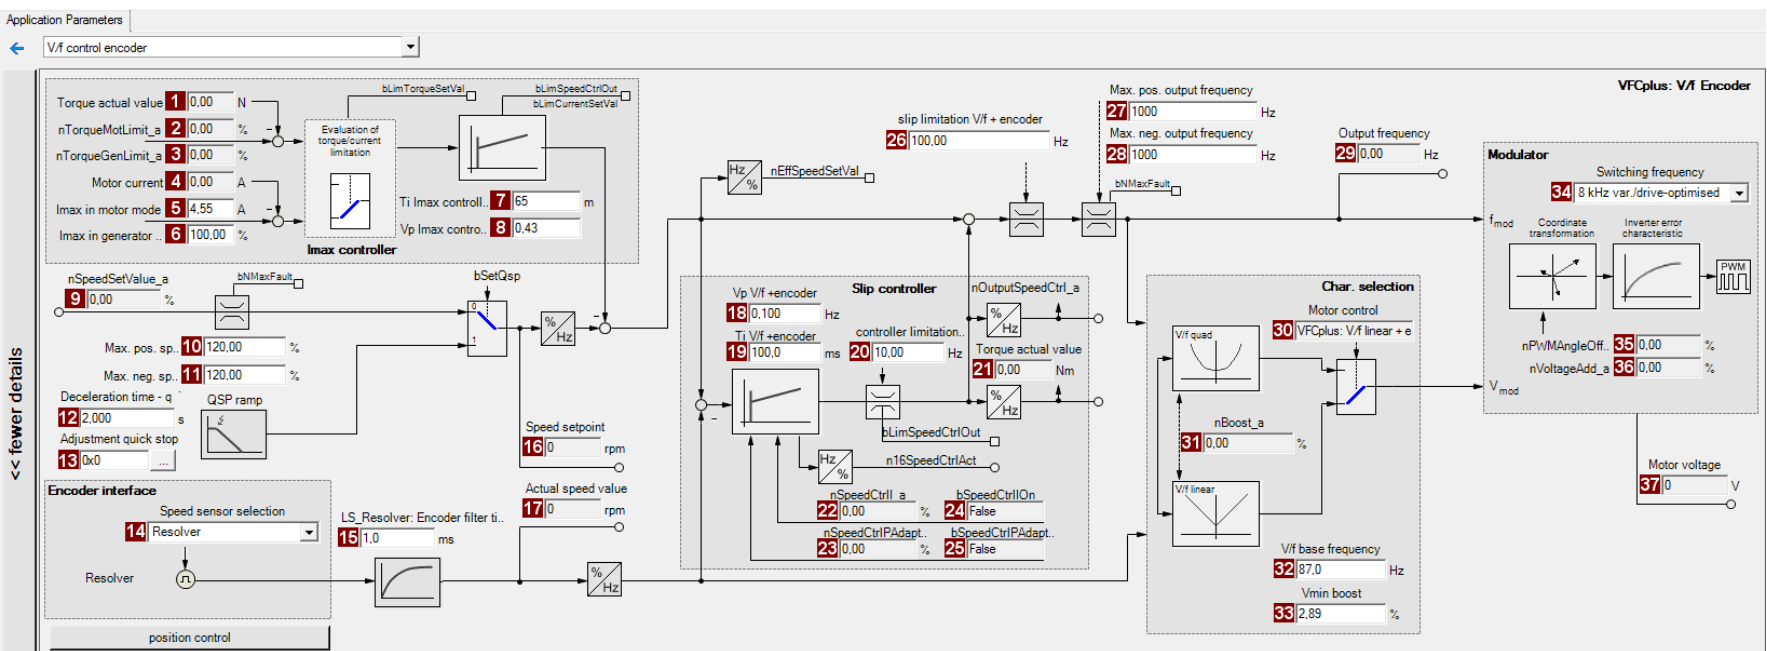 Application Parameters
V/f control encoder
<< fewer details
VFCplus: V/f Encoder
Torque actual value 1 0,00 N
nTorqueMotLimit_a 2 0,00 %
nTorqueGenLimit_a 3 0,00 %
Motor current 4 0,00 A
Imax in motor mode 5 4,55 A
Imax in generator .. 6 100,00 %
bLimTorqueSetVal
Evaluation of
torque/current
limitation
bLimSpeedCtrlOut
bLimCurrentSetVal
Ti Imax controll.. 7 65 m
Vp Imax contro.. 8 0,43
Imax controller
nSpeedSetValue_a
9 0,00 %
bNMaxFault
bSetQsp
0
1
%
Hz
Max. pos. sp.. 10 120,00 %
Max. neg. sp.. 11 120,00 %
Deceleration time - q
12 2,000 s
QSP ramp
Adjustment quick stop
13 0x0 ...
Speed setpoint
16 0 rpm
Actual speed value
17 0 rpm
Encoder interface
Speed sensor selection
14 Resolver
Resolver
LS_Resolver: Encoder filter ti..
15 1,0 ms
%
Hz
position control
Hz
%
nEffSpeedSetVal
slip limitation V/f + encoder
26 100,00 Hz
Max. pos. output frequency
27 1000 Hz
Max. neg. output frequency
28 1000 Hz
bNMaxFault
Output frequency
29 0,00 Hz
Slip controller
Vp V/f +encoder
18 0,100 Hz
Ti V/f +encoder
19 100,0 ms
controller limitation..
20 10,00 Hz
nOutputSpeedCtrl_a
%
Hz
Torque actual value
21 0,00 Nm
%
Hz
bLimSpeedCtrlOut
Hz
%
n16SpeedCtrlAct
nSpeedCtrlI_a
22 0,00 %
bSpeedCtrlIOn
24 False
nSpeedCtrlPAdapt..
23 0,00 %
bSpeedCtrlPAdapt..
25 False
Char. selection
Motor control
30 VFCplus: V/f linear + e
V/f quad
nBoost_a
31 0,00 %
V/f linear
V/f base frequency
32 87,0 Hz
Vmin boost
33 2,89 %
Modulator
Switching frequency
34 8 kHz var./drive-optimised
fmod
Coordinate
transformation
Inverter error
characteristic
PWM
nPWMAngleOff.. 35 0,00 %
nVoltageAdd_a 36 0,00 %
Vmod
Motor voltage
37 0 V